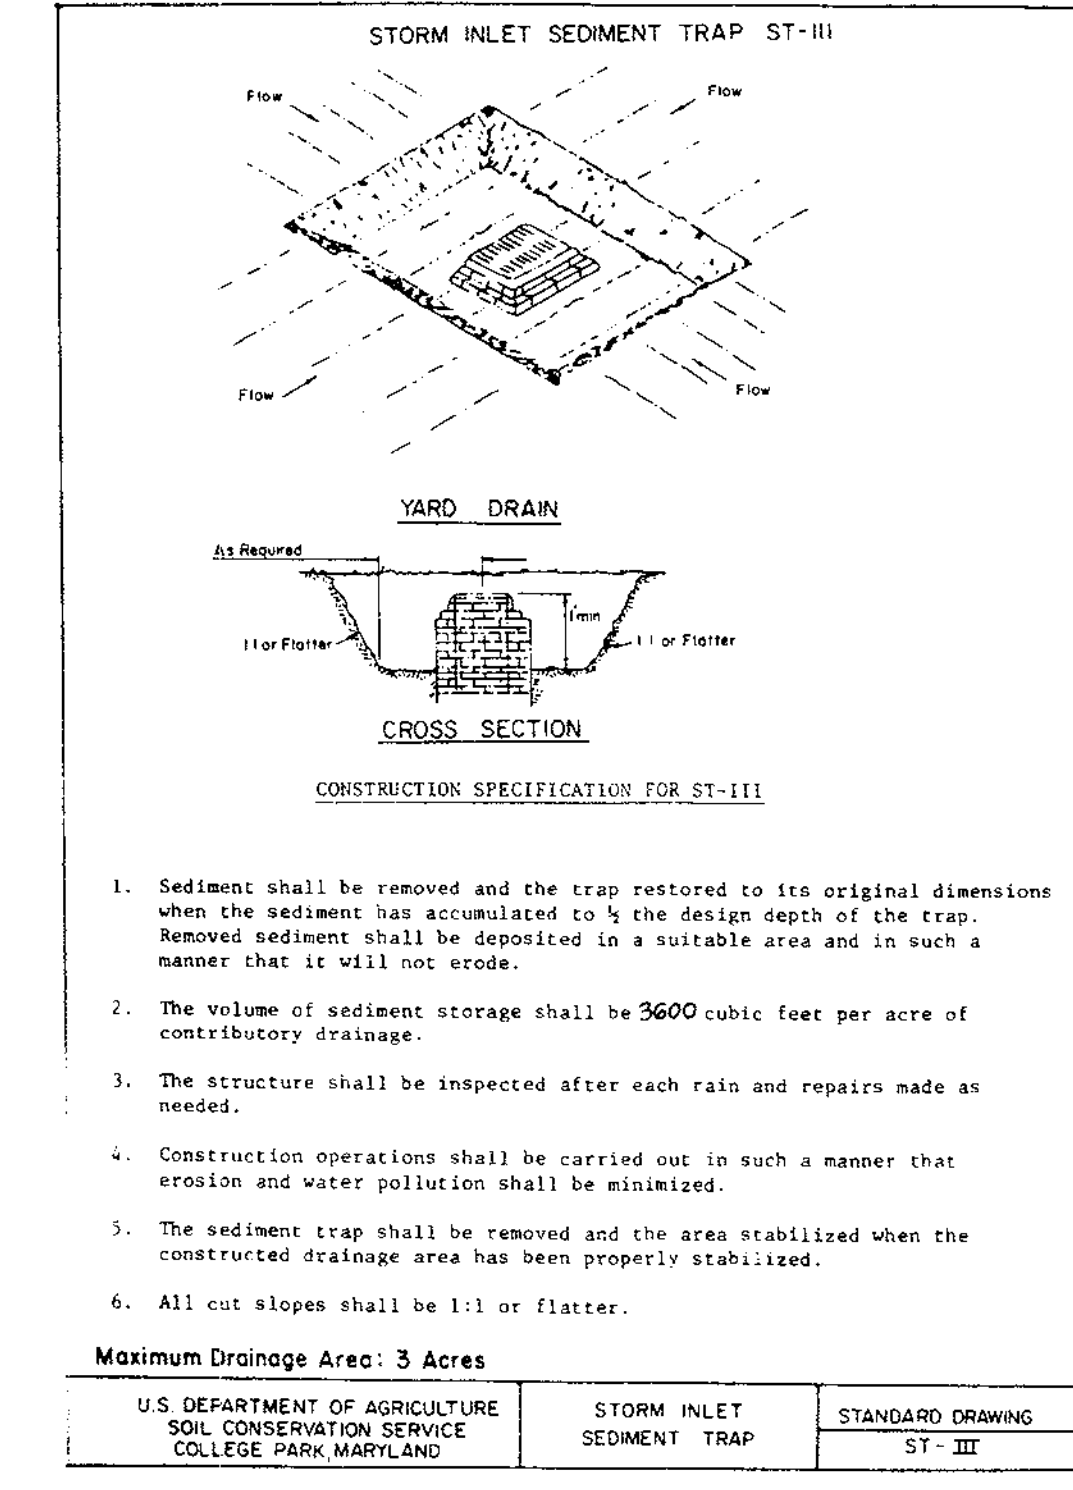 STORM INLET SEDIMENT TRAP ST-III
Flow
Flow
Flow
Flow
YARD DRAIN
As Required
1' min
1:1 or Flatter
1:1 or Flatter
CROSS SECTION
CONSTRUCTION SPECIFICATION FOR ST-III
1. Sediment shall be removed and the trap restored to its original dimensions
when the sediment has accumulated to ½ the design depth of the trap.
Removed sediment shall be deposited in a suitable area and in such a
manner that it will not erode.
2. The volume of sediment storage shall be 3600 cubic feet per acre of
contributory drainage.
3. The structure shall be inspected after each rain and repairs made as
needed.
4. Construction operations shall be carried out in such a manner that
erosion and water pollution shall be minimized.
5. The sediment trap shall be removed and the area stabilized when the
constructed drainage area has been properly stabilized.
6. All cut slopes shall be 1:1 or flatter.
Maximum Drainage Area: 3 Acres
U.S. DEPARTMENT OF AGRICULTURE
SOIL CONSERVATION SERVICE
COLLEGE PARK, MARYLAND
STORM INLET
SEDIMENT TRAP
STANDARD DRAWING
ST-III